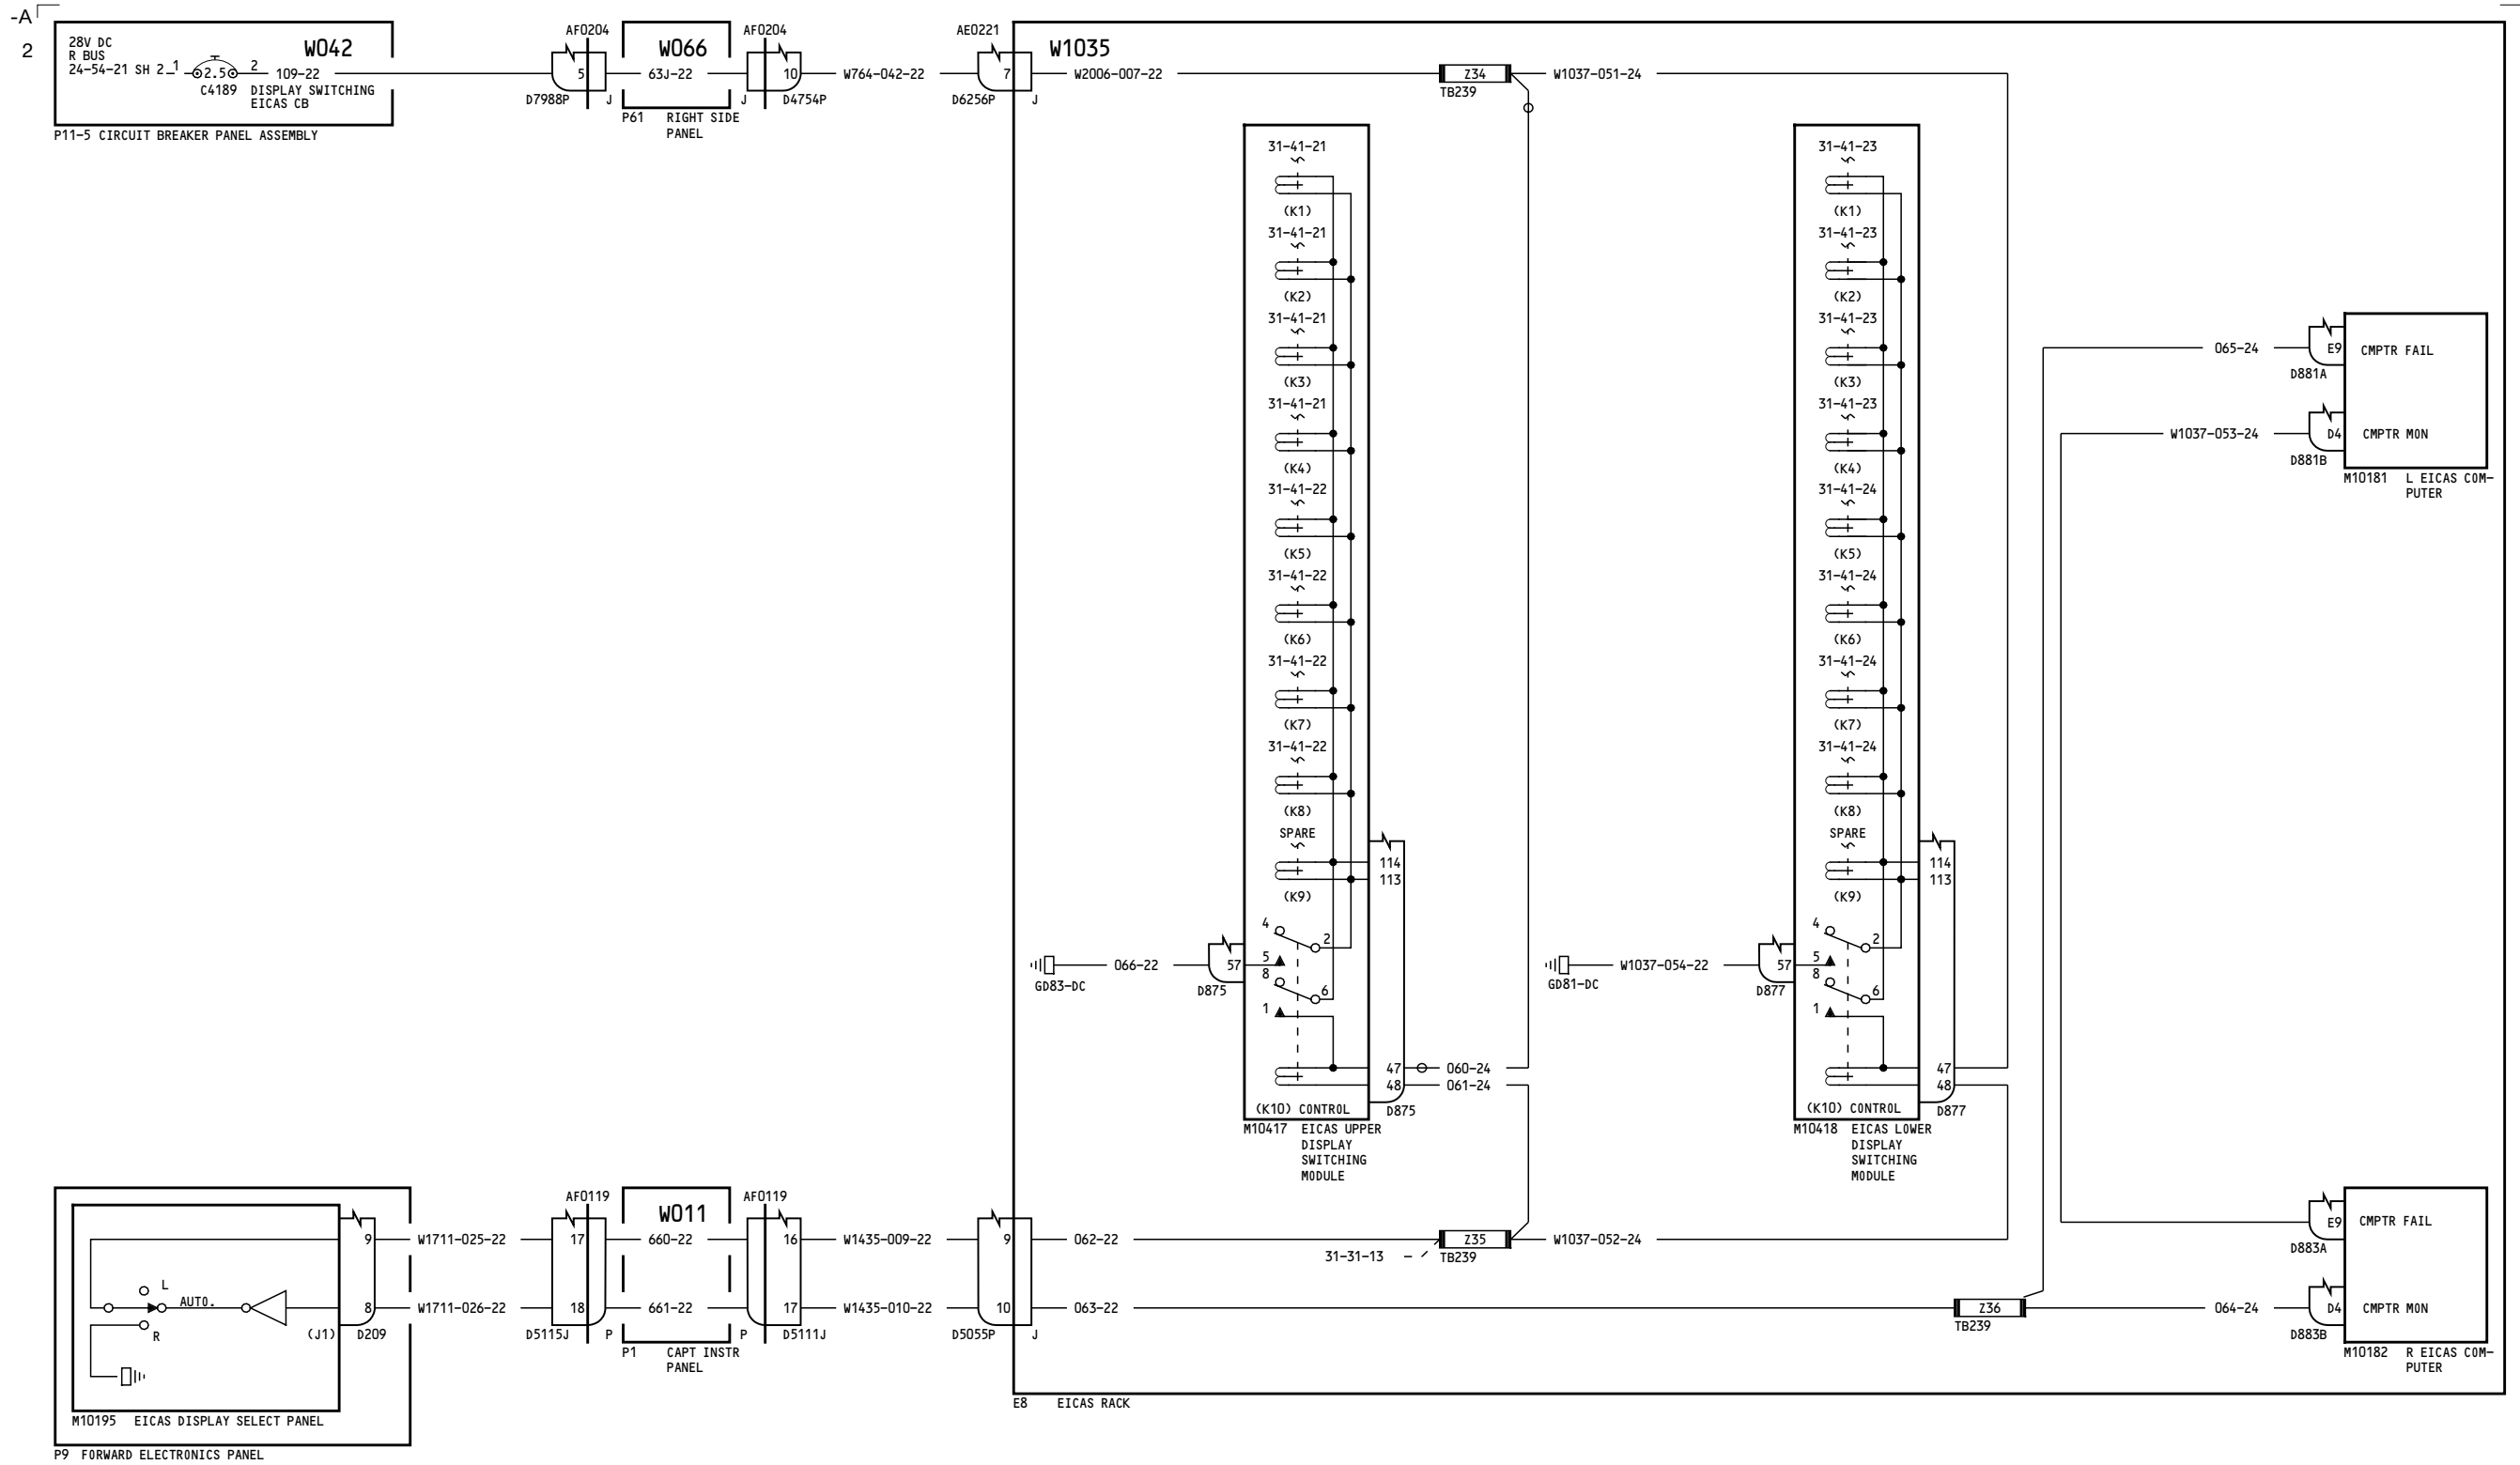 -A
2
28V DC
R BUS
24-54-21 SH 2
1
2.5
2
109-22
W042
C4189
DISPLAY SWITCHING
EICAS CB
P11-5 CIRCUIT BREAKER PANEL ASSEMBLY
AF0204
5
D7988P
J
W066
63J-22
P61
RIGHT SIDE
PANEL
AF0204
10
J
D4754P
W764-042-22
AE0221
7
D6256P
J
W1035
W2006-007-22
Z34
TB239
W1037-051-24
31-41-21
(K1)
31-41-21
(K2)
31-41-21
(K3)
31-41-21
(K4)
31-41-22
(K5)
31-41-22
(K6)
31-41-22
(K7)
31-41-22
(K8)
SPARE
(K9)
114
113
4
2
5
8
6
1
57
D875
066-22
GD83-DC
47
48
060-24
061-24
(K10) CONTROL
D875
M10417
EICAS UPPER
DISPLAY
SWITCHING
MODULE
31-41-23
(K1)
31-41-23
(K2)
31-41-23
(K3)
31-41-23
(K4)
31-41-24
(K5)
31-41-24
(K6)
31-41-24
(K7)
31-41-24
(K8)
SPARE
(K9)
114
113
4
2
5
8
6
1
57
D877
W1037-054-22
GD81-DC
47
48
(K10) CONTROL
D877
M10418
EICAS LOWER
DISPLAY
SWITCHING
MODULE
065-24
E9
CMPTR FAIL
D881A
W1037-053-24
D4
CMPTR MON
D881B
M10181
L EICAS COM-
PUTER
L
AUTO.
R
9
8
(J1)
D209
M10195
EICAS DISPLAY SELECT PANEL
P9 FORWARD ELECTRONICS PANEL
W1711-025-22
W1711-026-22
AF0119
17
18
D5115J
P
W011
660-22
661-22
P1
CAPT INSTR
PANEL
AF0119
16
17
P
D5111J
W1435-009-22
W1435-010-22
9
10
D5055P
J
062-22
063-22
31-31-13
Z35
TB239
W1037-052-24
Z36
TB239
064-24
E9
CMPTR FAIL
D883A
D4
CMPTR MON
D883B
M10182
R EICAS COM-
PUTER
E8
EICAS RACK